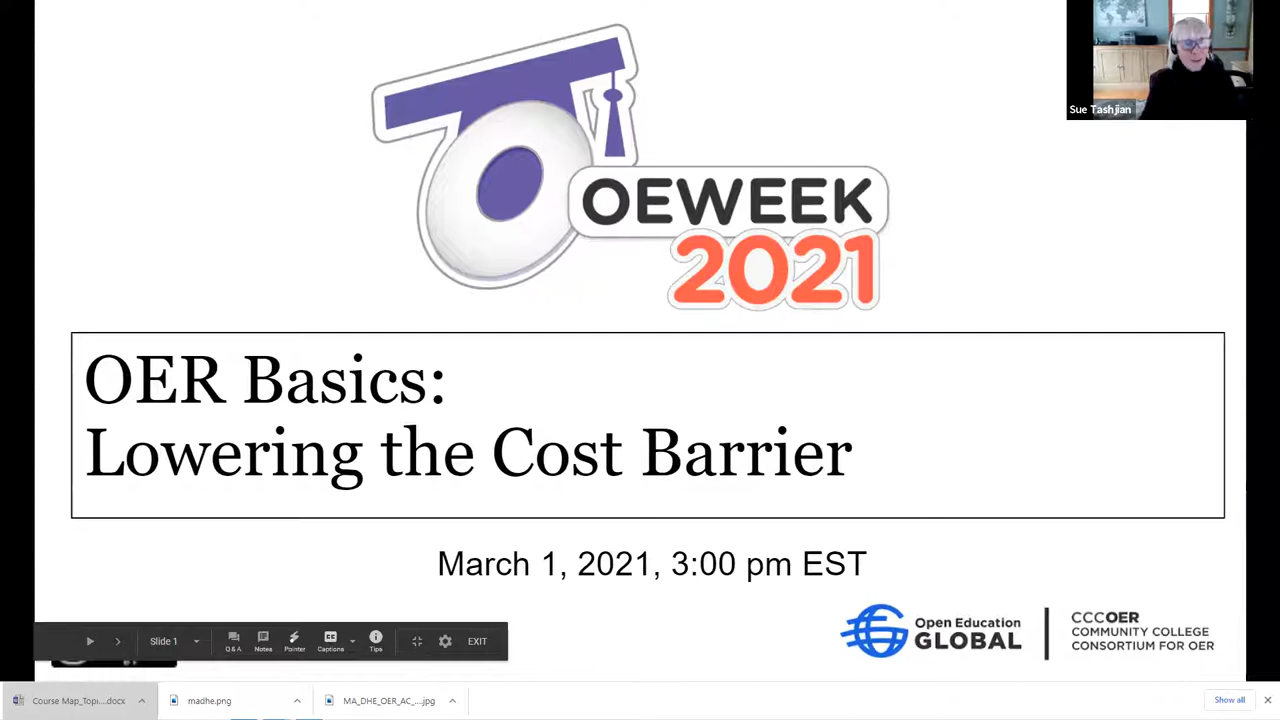 Sue Tashjian
OEWEEK
2021
OER Basics:
Lowering the Cost Barrier
March 1, 2021, 3:00 pm EST
Open Education
GLOBAL
CCCOER
COMMUNITY COLLEGE
CONSORTIUM FOR OER
Slide 1
Q & A
Notes
Pointer
CC
Captions
Tips
EXIT
Course Map_Topi....docx
madhe.png
MA_DHE_OER_AC_....jpg
Show all